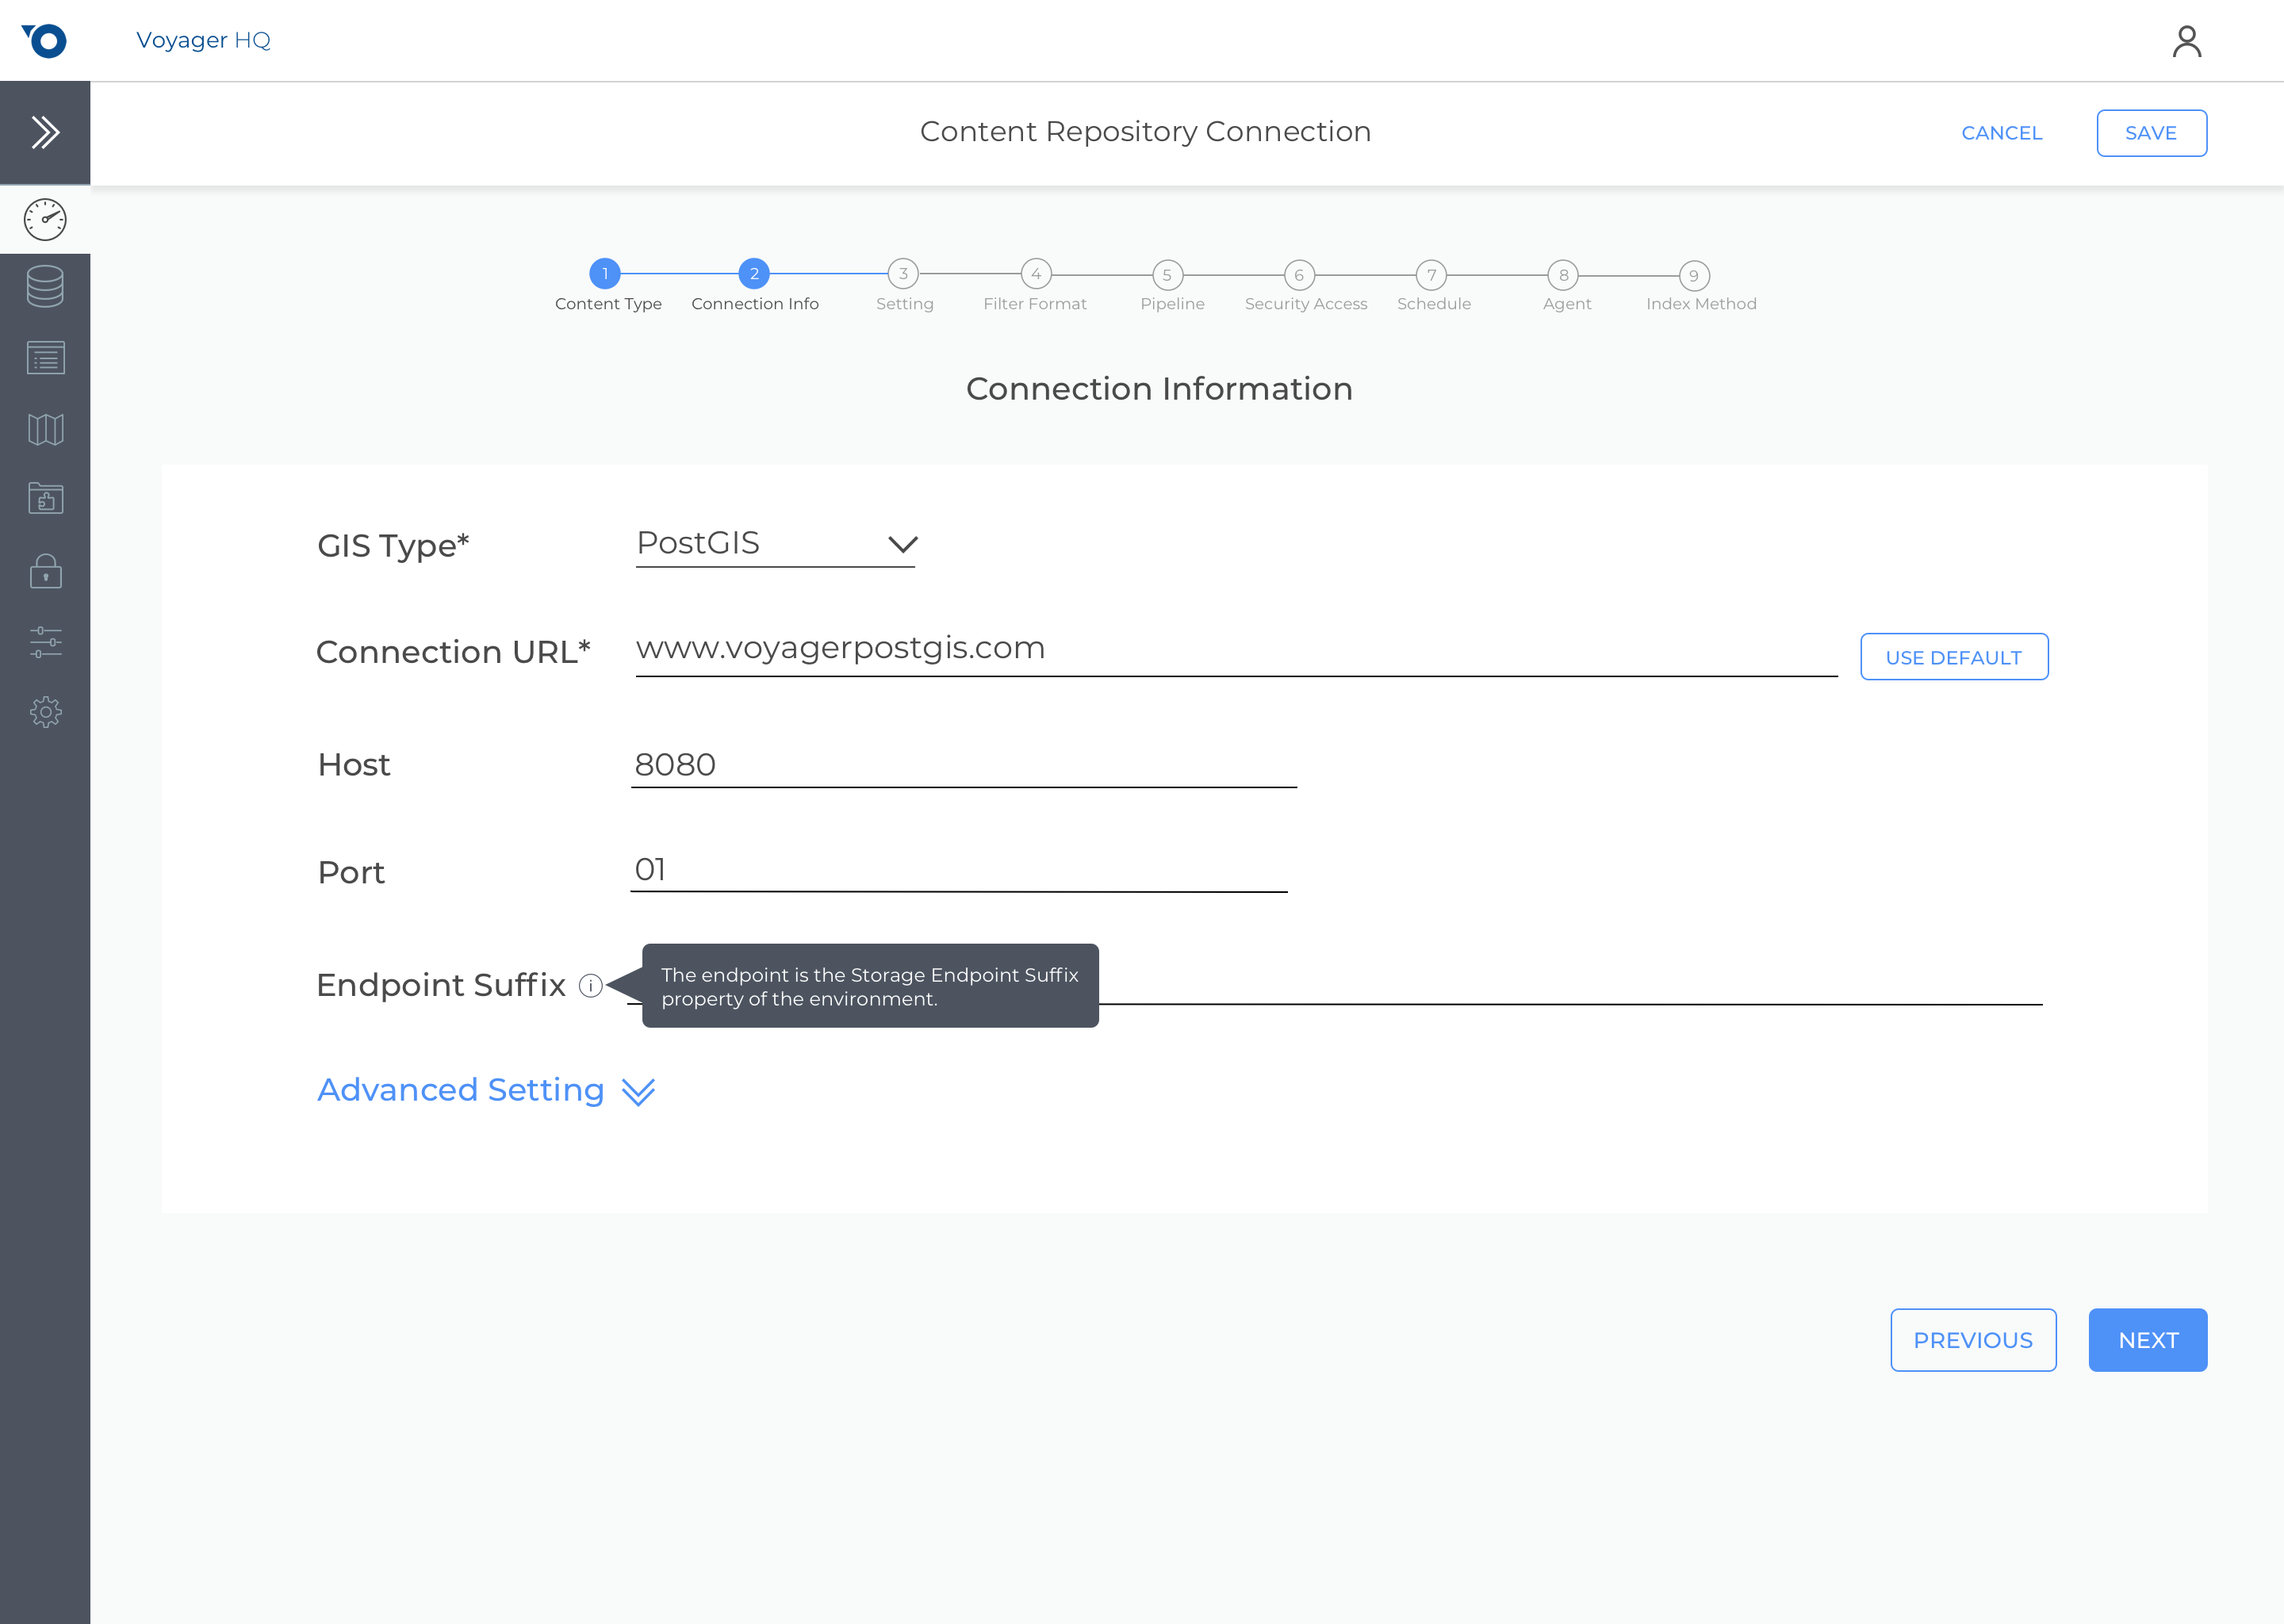 Voyager HQ
Content Repository Connection
CANCEL
SAVE
1
2
3
4
5
6
7
8
9
Content Type
Connection Info
Setting
Filter Format
Pipeline
Security Access
Schedule
Agent
Index Method
Connection Information
GIS Type*
PostGIS
Connection URL*
www.voyagerpostgis.com
USE DEFAULT
Host
8080
Port
01
Endpoint Suffix
i
The endpoint is the Storage Endpoint Suffix
property of the environment.
Advanced Setting
PREVIOUS
NEXT